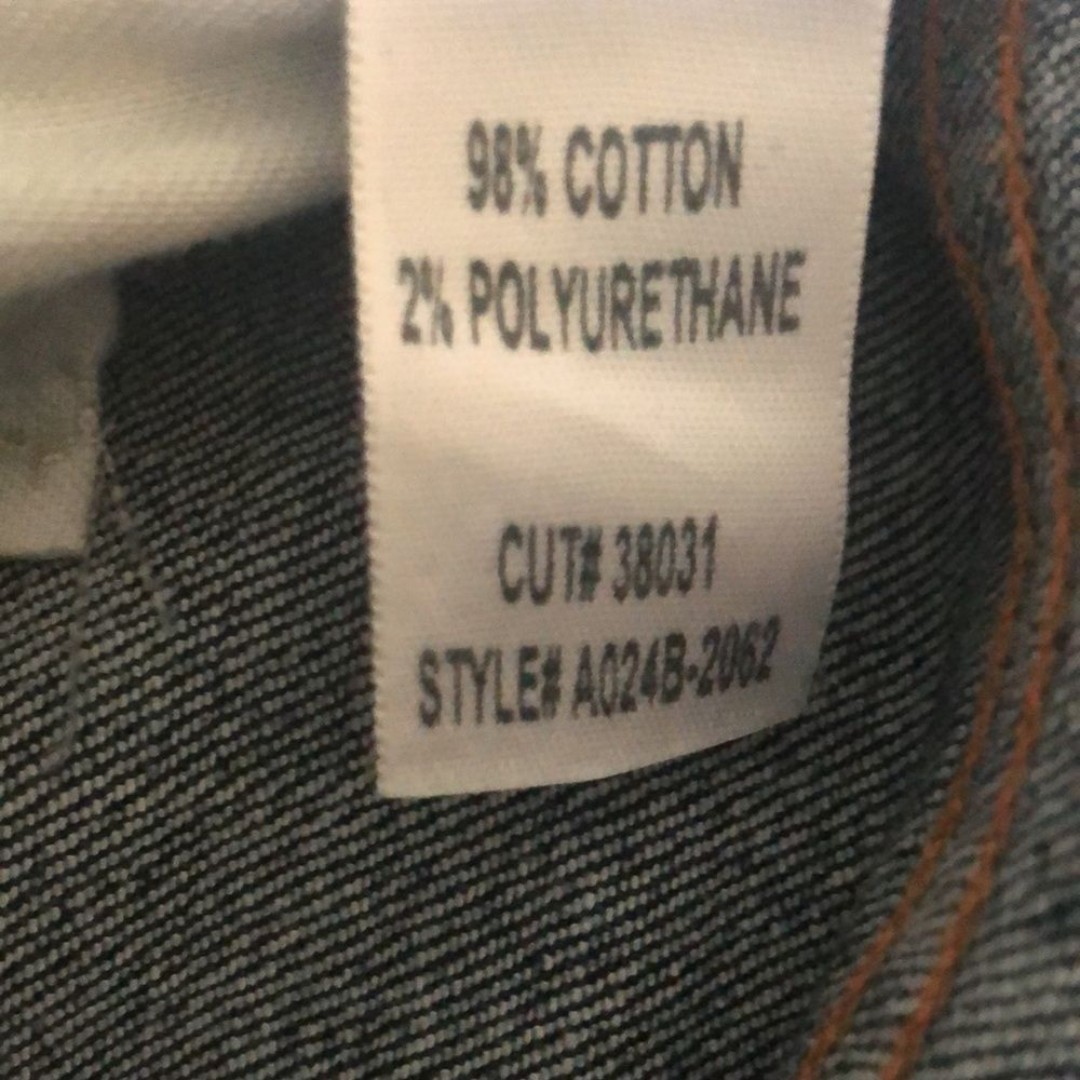 98% COTTON
2% POLYURETHANE
CUT# 38031
STYLE# A024B-2062